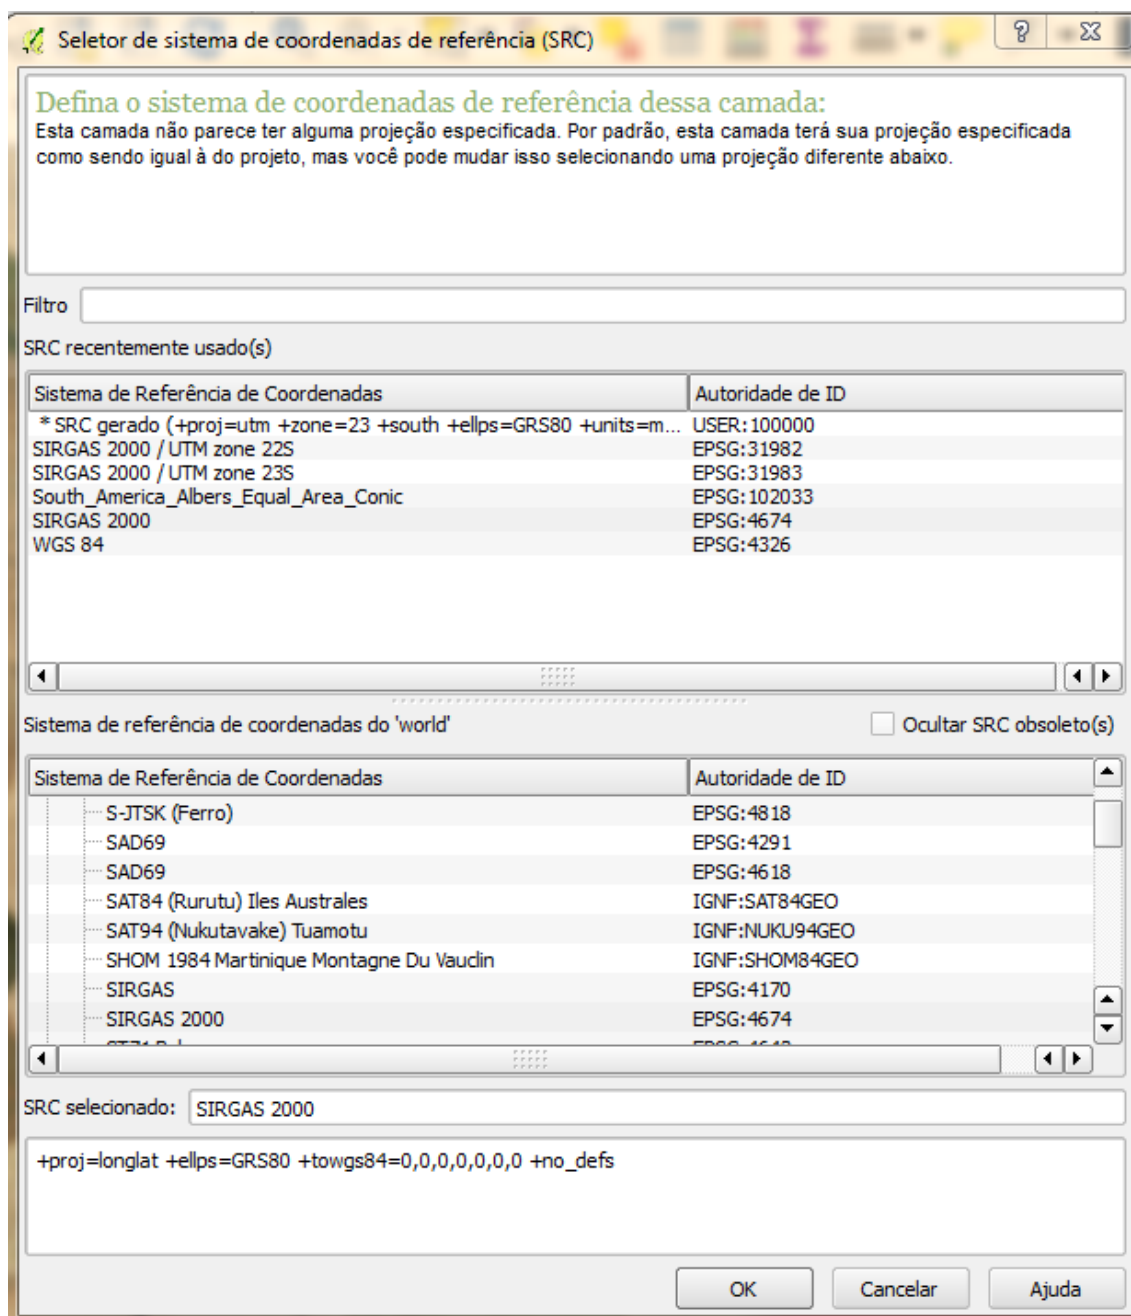 Seletor de sistema de coordenadas de referência (SRC)
Defina o sistema de coordenadas de referência dessa camada:
Esta camada não parece ter alguma projeção especificada. Por padrão, esta camada terá sua projeção especificada
como sendo igual à do projeto, mas você pode mudar isso selecionando uma projeção diferente abaixo.
Filtro
SRC recentemente usado(s)
Sistema de Referência de Coordenadas Autoridade de ID
* SRC gerado (+proj=utm +zone=23 +south +ellps=GRS80 +units=m... USER:100000
SIRGAS 2000 / UTM zone 22S EPSG:31982
SIRGAS 2000 / UTM zone 23S EPSG:31983
South_America_Albers_Equal_Area_Conic EPSG:102033
SIRGAS 2000 EPSG:4674
WGS 84 EPSG:4326
Sistema de referência de coordenadas do 'world' Ocultar SRC obsoleto(s)
Sistema de Referência de Coordenadas Autoridade de ID
S-JTSK (Ferro) EPSG:4818
SAD69 EPSG:4291
SAD69 EPSG:4618
SAT84 (Rurutu) Iles Australes IGNF:SAT84GEO
SAT94 (Nukutavake) Tuamotu IGNF:NUKU94GEO
SHOM 1984 Martinique Montagne Du Vauclin IGNF:SHOM84GEO
SIRGAS EPSG:4170
SIRGAS 2000 EPSG:4674
SRC selecionado: SIRGAS 2000
+proj=longlat +ellps=GRS80 +towgs84=0,0,0,0,0,0,0 +no_defs
OK Cancelar Ajuda